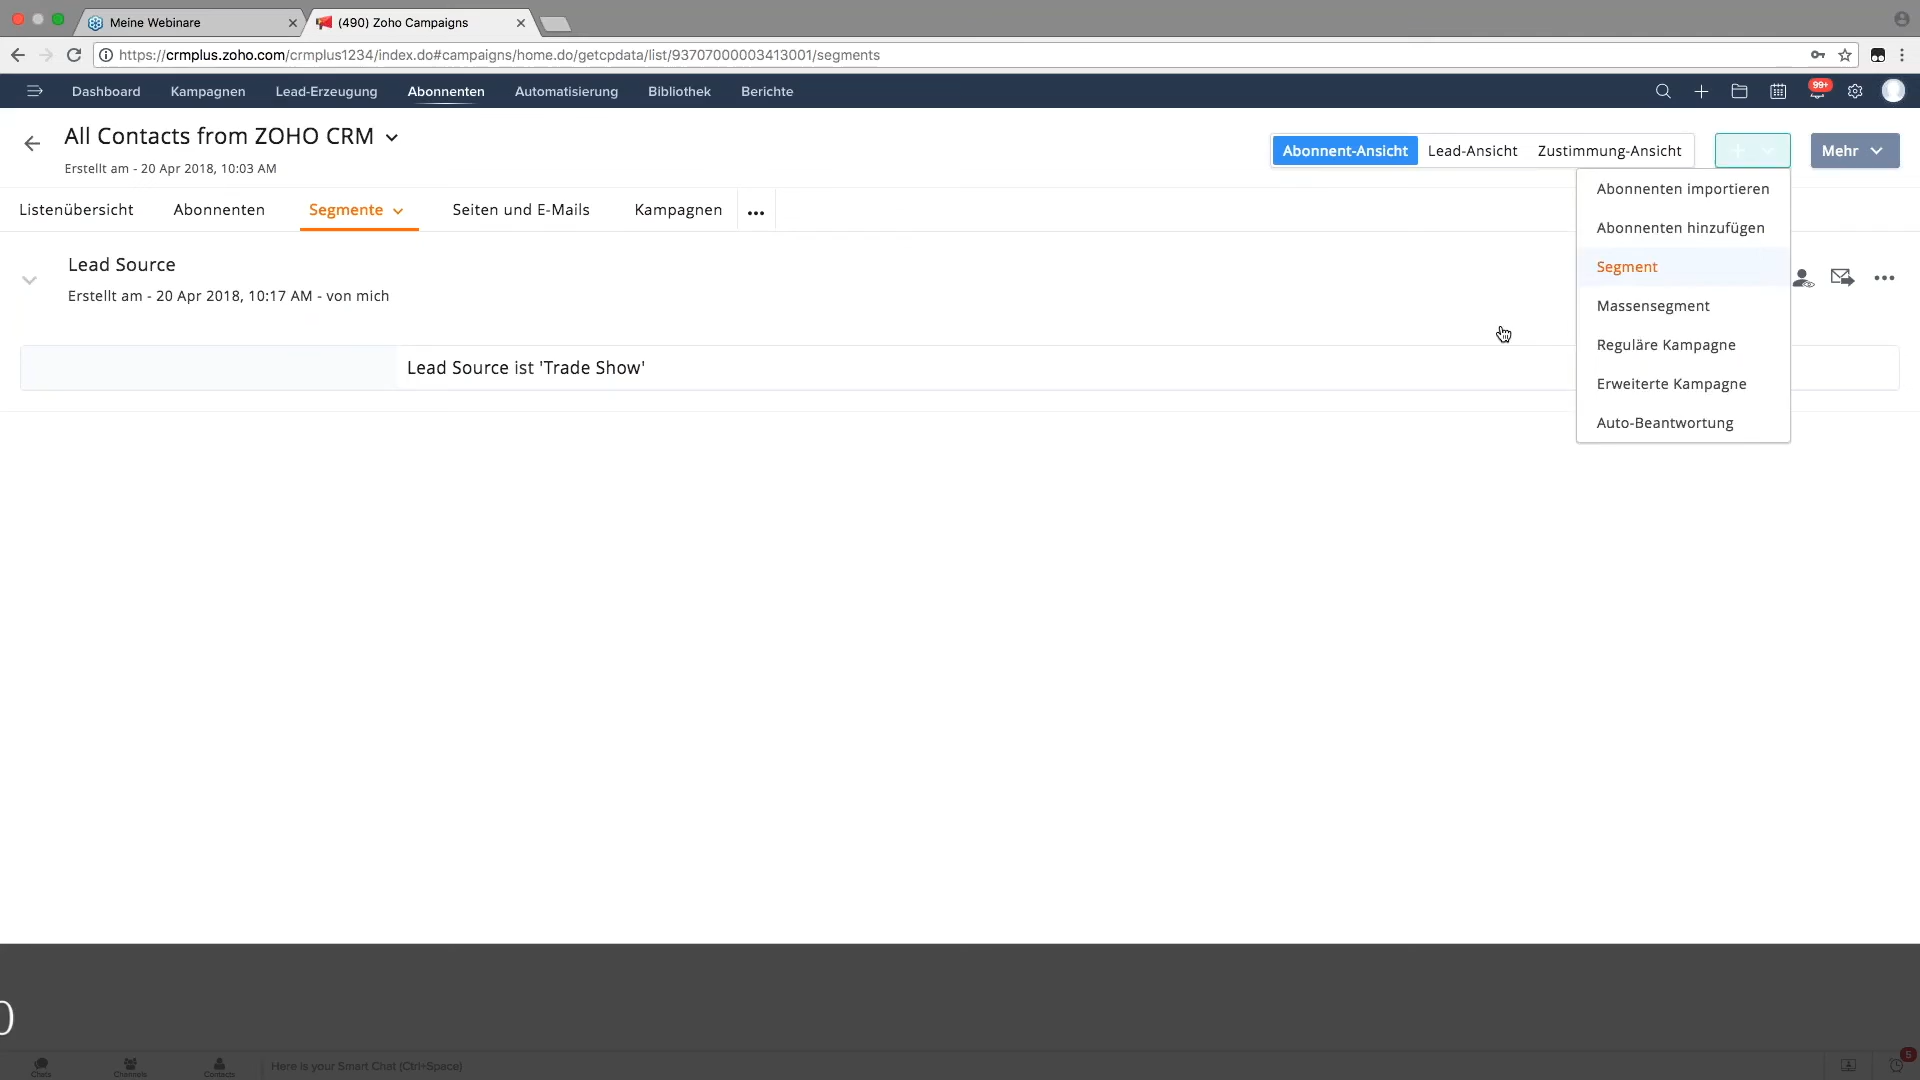 Meine Webinare
(490) Zoho Campaigns
https://crmplus.zoho.com/crmplus1234/index.do#campaigns/home.do/getcpdata/list/93707000003413001/segments
Dashboard Kampagnen Lead-Erzeugung Abonnenten Automatisierung Bibliothek Berichte
99+
All Contacts from ZOHO CRM
Erstellt am - 20 Apr 2018, 10:03 AM
Abonnent-Ansicht Lead-Ansicht Zustimmung-Ansicht
Mehr
Listenübersicht Abonnenten Segmente Seiten und E-Mails Kampagnen
Abonnenten importieren
Abonnenten hinzufügen
Segment
Massensegment
Reguläre Kampagne
Erweiterte Kampagne
Auto-Beantwortung
Lead Source
Erstellt am - 20 Apr 2018, 10:17 AM - von mich
Lead Source ist 'Trade Show'
Chats Channels Contacts Here is your Smart Chat (Ctrl+Space)
5